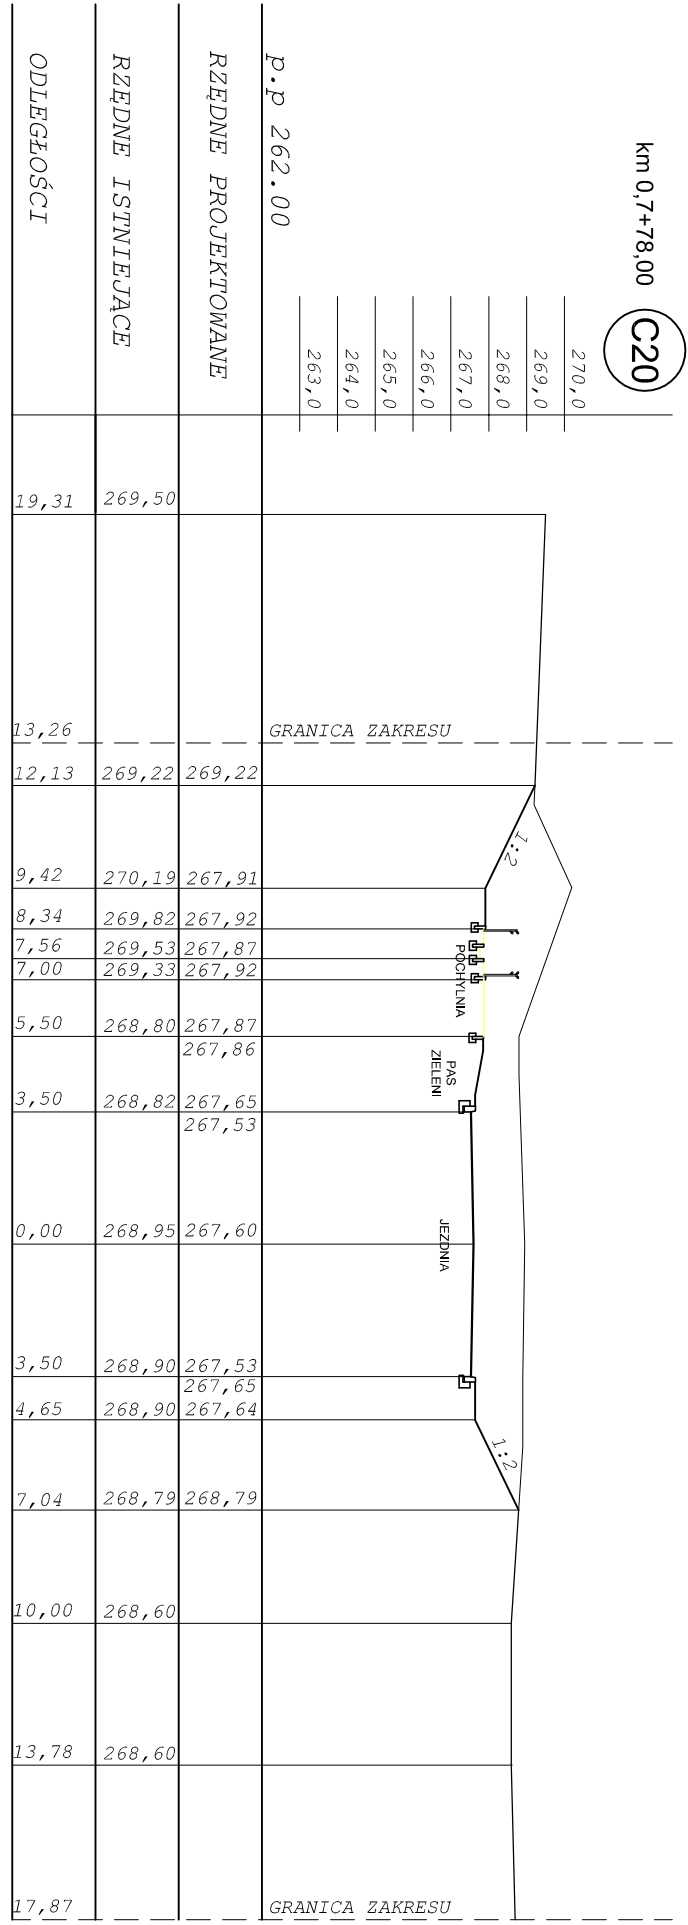 km 0,7+78,00
C20
270,0
269,0
268,0
267,0
266,0
265,0
264,0
263,0
p.p 262.00
RZĘDNE PROJEKTOWANE
RZĘDNE ISTNIEJĄCE
ODLEGŁOŚCI
19,31 269,50
13,26 GRANICA ZAKRESU
12,13 269,22 269,22
1:2
9,42 270,19 267,91
8,34 269,82 267,92
7,56 269,53 267,87
7,00 269,33 267,92
POCHYLNIA
5,50 268,80 267,87
267,86
PAS
ZIELENI
3,50 268,82 267,65
267,53
0,00 268,95 267,60
JEZDNIA
3,50 268,90 267,53
267,65
4,65 268,90 267,64
1:2
7,04 268,79 268,79
10,00 268,60
13,78 268,60
17,87 GRANICA ZAKRESU